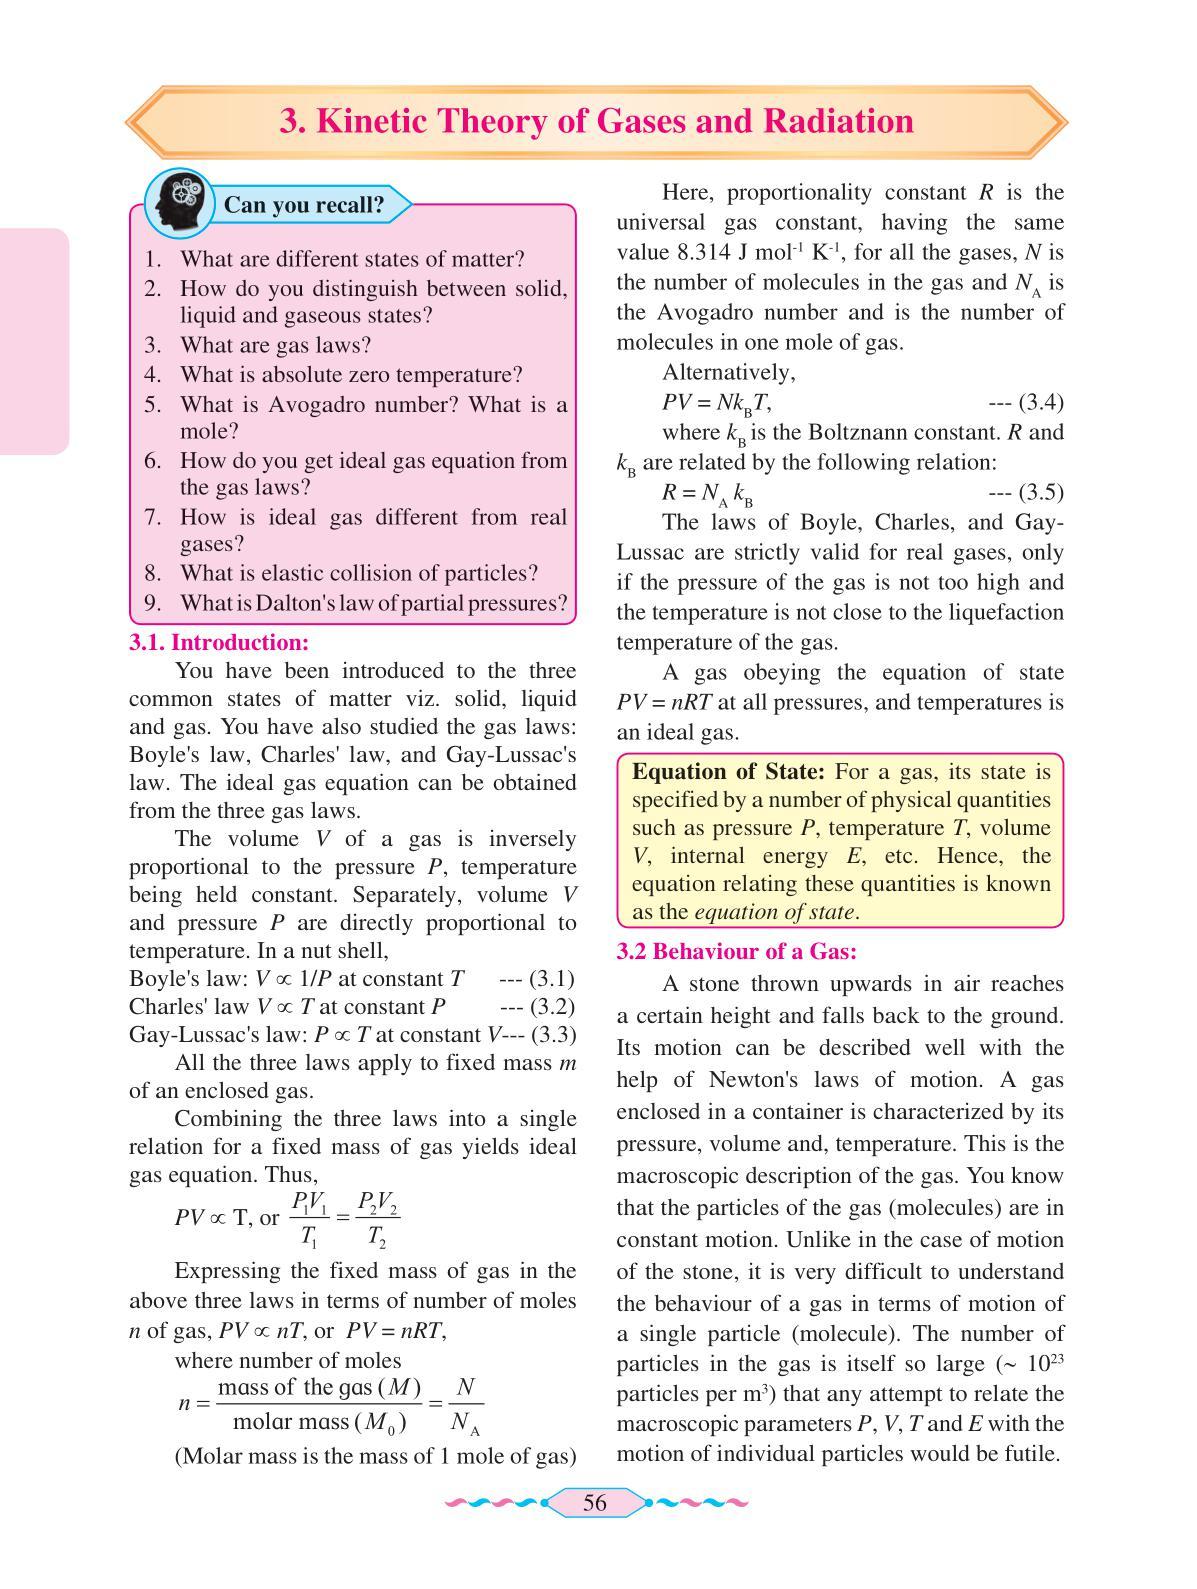 3. Kinetic Theory of Gases and Radiation
Can you recall?
1. What are different states of matter?
2. How do you distinguish between solid,
liquid and gaseous states?
3. What are gas laws?
4. What is absolute zero temperature?
5. What is Avogadro number? What is a
mole?
6. How do you get ideal gas equation from
the gas laws?
7. How is ideal gas different from real
gases?
8. What is elastic collision of particles?
9. What is Dalton's law of partial pressures?
3.1. Introduction:
You have been introduced to the three
common states of matter viz. solid, liquid
and gas. You have also studied the gas laws:
Boyle's law, Charles' law, and Gay-Lussac's
law. The ideal gas equation can be obtained
from the three gas laws.
The volume V of a gas is inversely
proportional to the pressure P, temperature
being held constant. Separately, volume V
and pressure P are directly proportional to
temperature. In a nut shell,
Boyle's law: V ∝ 1/P at constant T --- (3.1)
Charles' law V ∝ T at constant P --- (3.2)
Gay-Lussac's law: P ∝ T at constant V--- (3.3)
All the three laws apply to fixed mass m
of an enclosed gas.
Combining the three laws into a single
relation for a fixed mass of gas yields ideal
gas equation. Thus,
PV ∝ T, or P₁V₁/T₁ = P₂V₂/T₂
Expressing the fixed mass of gas in the
above three laws in terms of number of moles
n of gas, PV ∝ nT, or PV = nRT,
where number of moles
n = mass of the gas (M) / molar mass (M₀) = N / N_A
(Molar mass is the mass of 1 mole of gas)
Here, proportionality constant R is the
universal gas constant, having the same
value 8.314 J mol⁻¹ K⁻¹, for all the gases, N is
the number of molecules in the gas and N_A is
the Avogadro number and is the number of
molecules in one mole of gas.
Alternatively,
PV = Nk_BT, --- (3.4)
where k_B is the Boltznann constant. R and
k_B are related by the following relation:
R = N_A k_B --- (3.5)
The laws of Boyle, Charles, and Gay-
Lussac are strictly valid for real gases, only
if the pressure of the gas is not too high and
the temperature is not close to the liquefaction
temperature of the gas.
A gas obeying the equation of state
PV = nRT at all pressures, and temperatures is
an ideal gas.
Equation of State: For a gas, its state is
specified by a number of physical quantities
such as pressure P, temperature T, volume
V, internal energy E, etc. Hence, the
equation relating these quantities is known
as the equation of state.
3.2 Behaviour of a Gas:
A stone thrown upwards in air reaches
a certain height and falls back to the ground.
Its motion can be described well with the
help of Newton's laws of motion. A gas
enclosed in a container is characterized by its
pressure, volume and, temperature. This is the
macroscopic description of the gas. You know
that the particles of the gas (molecules) are in
constant motion. Unlike in the case of motion
of the stone, it is very difficult to understand
the behaviour of a gas in terms of motion of
a single particle (molecule). The number of
particles in the gas is itself so large (~ 10²³
particles per m³) that any attempt to relate the
macroscopic parameters P, V, T and E with the
motion of individual particles would be futile.
56